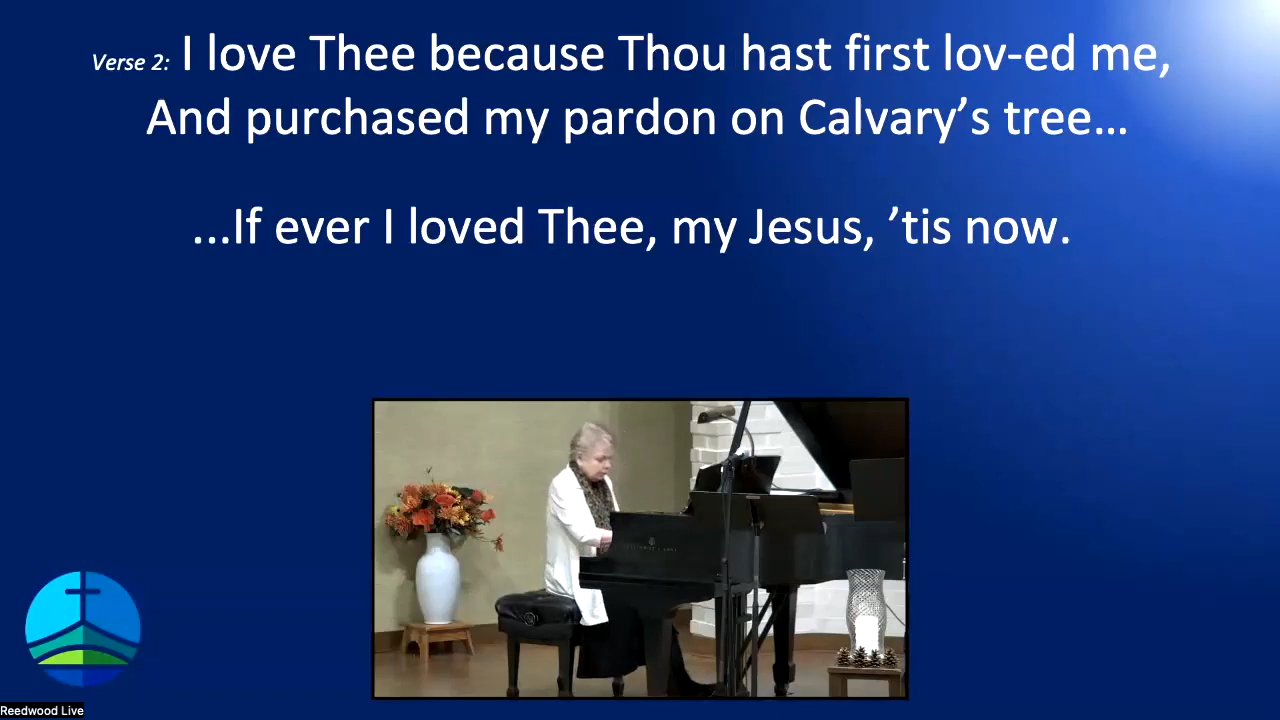 Verse 2: I love Thee because Thou hast first lov-ed me,
And purchased my pardon on Calvary’s tree…
...If ever I loved Thee, my Jesus, ’tis now.
Reedwood Live